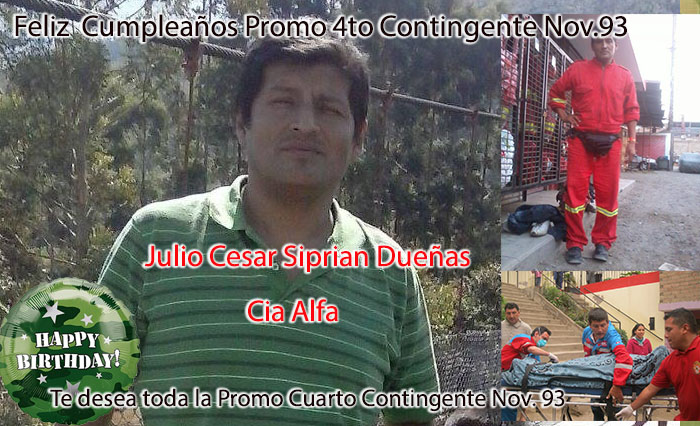 Feliz Cumpleaños Promo 4to Contingente Nov.93
Julio Cesar Siprian Dueñas
Cia Alfa
HAPPY
BIRTHDAY!
Te desea toda la Promo Cuarto Contingente Nov. 93